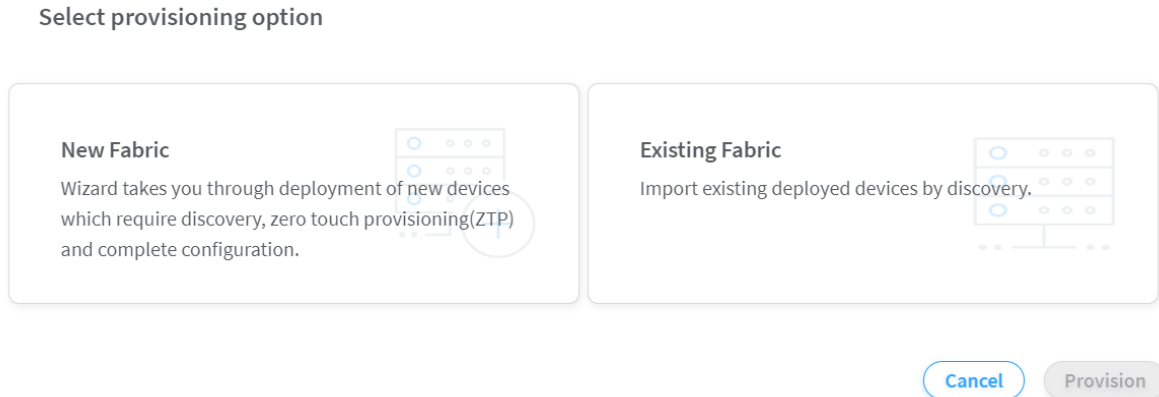 Select provisioning option
New Fabric
Wizard takes you through deployment of new devices
which require discovery, zero touch provisioning(ZTP)
and complete configuration.
Existing Fabric
Import existing deployed devices by discovery.
Cancel
Provision